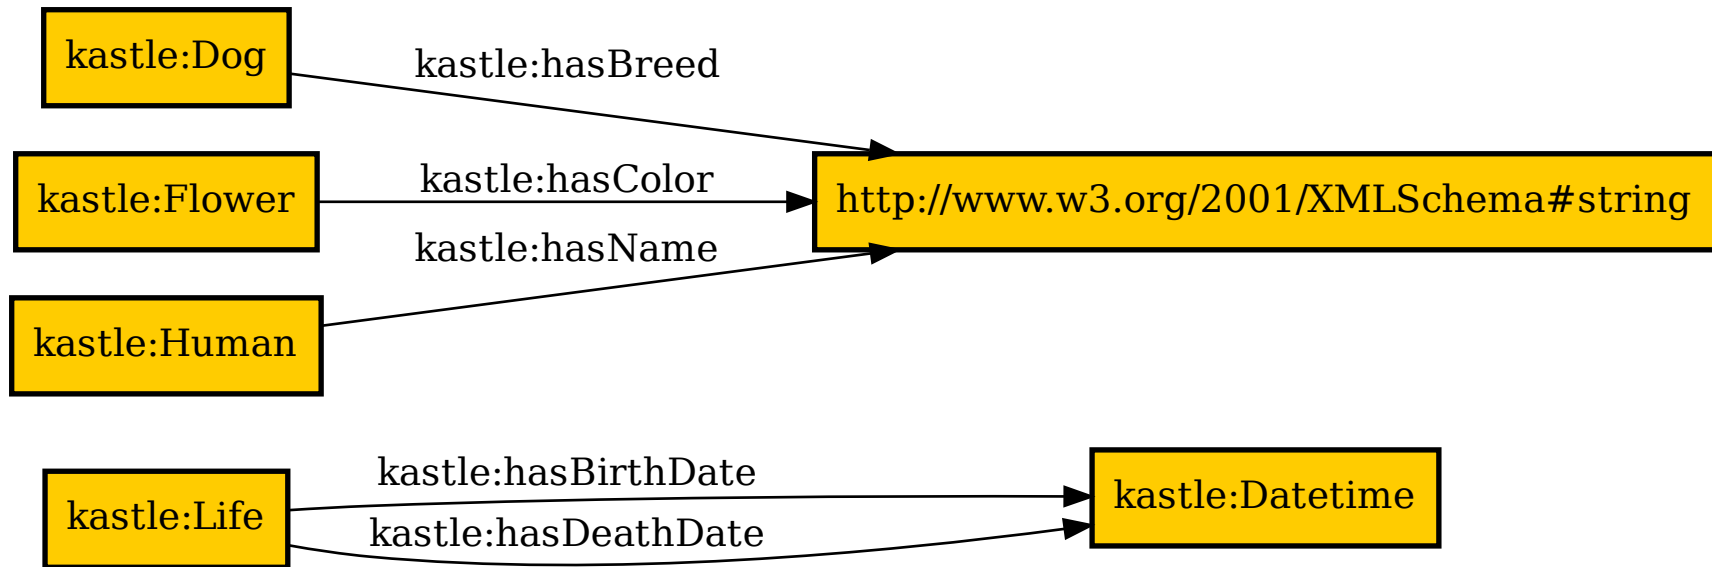 kastle:Dog
kastle:hasBreed
kastle:Flower
kastle:hasColor
http://www.w3.org/2001/XMLSchema#string
kastle:hasName
kastle:Human
kastle:hasBirthDate
kastle:Life
kastle:Datetime
kastle:hasDeathDate